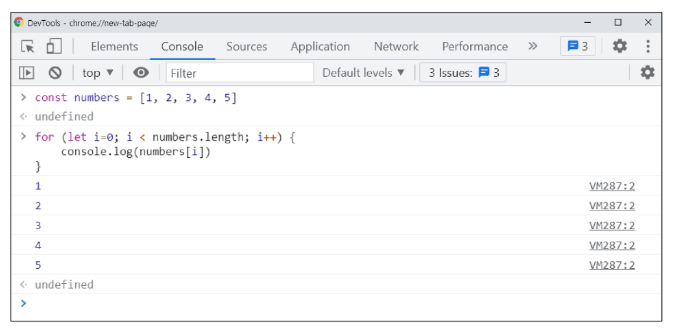 DevTools - chrome://new-tab-page/
Elements Console Sources Application Network Performance » 3
top ▼ Filter Default levels ▼ 3 Issues: 3
> const numbers = [1, 2, 3, 4, 5]
<· undefined
> for (let i=0; i < numbers.length; i++) {
console.log(numbers[i])
}
1 VM287:2
2 VM287:2
3 VM287:2
4 VM287:2
5 VM287:2
<· undefined
>